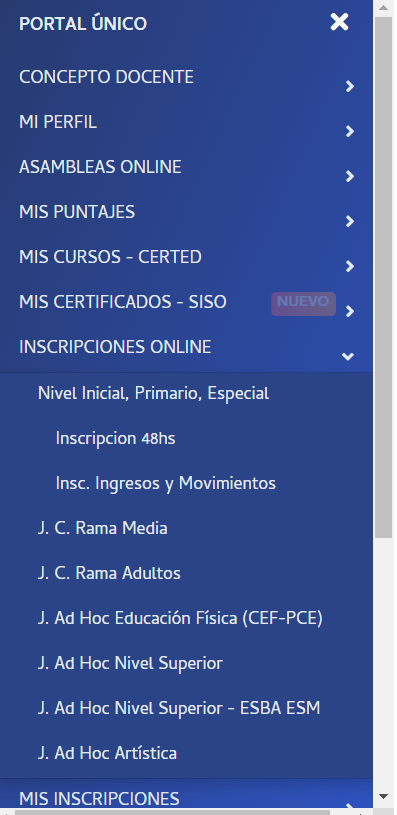 PORTAL ÚNICO
CONCEPTO DOCENTE
MI PERFIL
ASAMBLEAS ONLINE
MIS PUNTAJES
MIS CURSOS - CERTED
MIS CERTIFICADOS - SISO NUEVO
INSCRIPCIONES ONLINE
Nivel Inicial, Primario, Especial
Inscripcion 48hs
Insc. Ingresos y Movimientos
J. C. Rama Media
J. C. Rama Adultos
J. Ad Hoc Educación Física (CEF-PCE)
J. Ad Hoc Nivel Superior
J. Ad Hoc Nivel Superior - ESBA ESM
J. Ad Hoc Artística
MIS INSCRIPCIONES